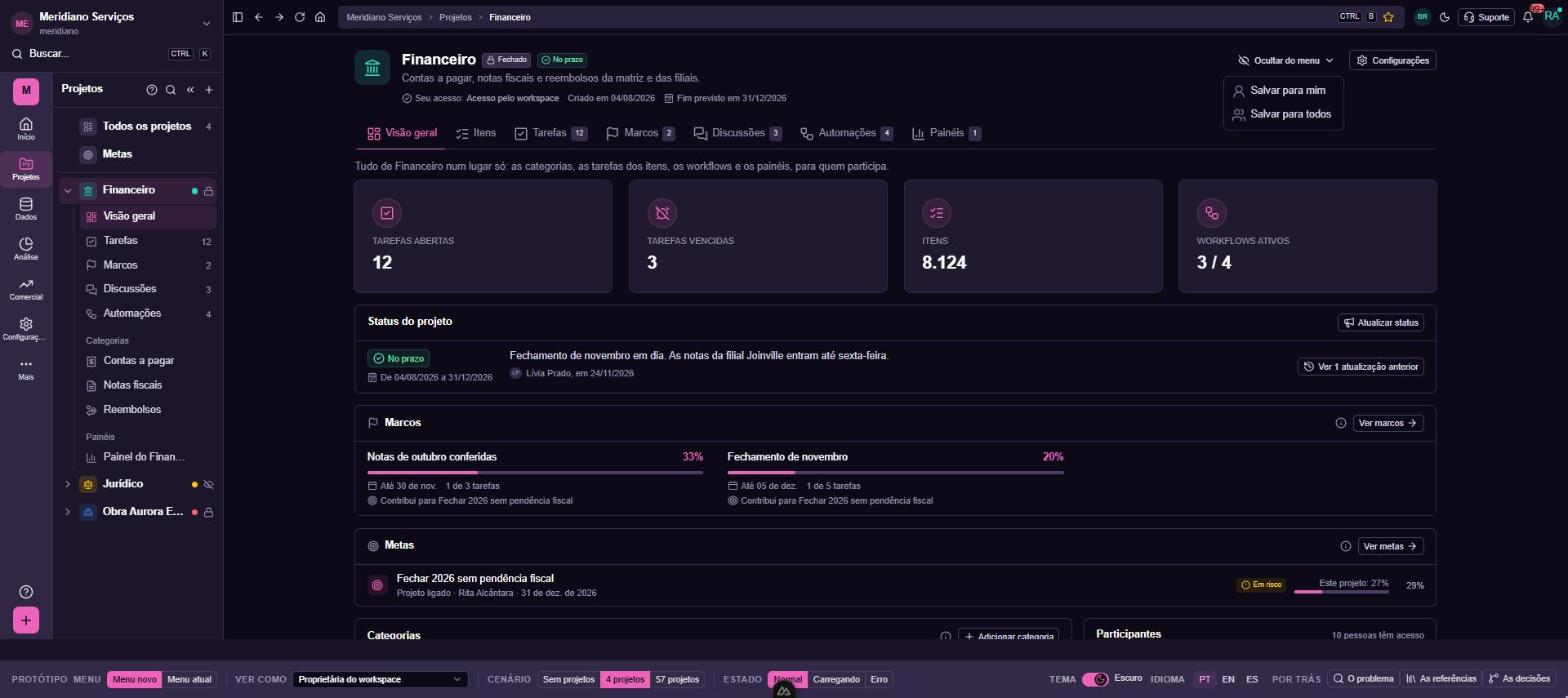 ME
Meridiano Serviços
meridiano
Buscar...
CTRL K
Meridiano Serviços > Projetos > Financeiro
CTRL B
BR
Suporte
99+
RA
M
Início
Projetos
Dados
Análise
Comercial
Configuraç...
Mais
Projetos
Todos os projetos 4
Metas
Financeiro
Visão geral
Tarefas 12
Marcos 2
Discussões 3
Automações 4
Categorias
Contas a pagar
Notas fiscais
Reembolsos
Painéis
Painel do Finan...
Jurídico
Obra Aurora E...
Financeiro Fechado No prazo
Contas a pagar, notas fiscais e reembolsos da matriz e das filiais.
Seu acesso: Acesso pelo workspace Criado em 04/08/2026 Fim previsto em 31/12/2026
Ocultar do menu
Configurações
Salvar para mim
Salvar para todos
Visão geral Itens Tarefas 12 Marcos 2 Discussões 3 Automações 4 Painéis 1
Tudo de Financeiro num lugar só: as categorias, as tarefas dos itens, os workflows e os painéis, para quem participa.
TAREFAS ABERTAS
12
TAREFAS VENCIDAS
3
ITENS
8.124
WORKFLOWS ATIVOS
3 / 4
Status do projeto
Atualizar status
No prazo
De 04/08/2026 a 31/12/2026
Fechamento de novembro em dia. As notas da filial Joinville entram até sexta-feira.
LP Lívia Prado, em 24/11/2026
Ver 1 atualização anterior
Marcos
Ver marcos
Notas de outubro conferidas 33%
Até 30 de nov. 1 de 3 tarefas
Contribui para Fechar 2026 sem pendência fiscal
Fechamento de novembro 20%
Até 05 de dez. 1 de 5 tarefas
Contribui para Fechar 2026 sem pendência fiscal
Metas
Ver metas
Fechar 2026 sem pendência fiscal
Projeto ligado · Rita Alcântara · 31 de dez. de 2026
Em risco
Este projeto: 27%
29%
Categorias
Adicionar categoria
Participantes
10 pessoas têm acesso
PROTÓTIPO MENU Menu novo Menu atual VER COMO Proprietária do workspace CENÁRIO Sem projetos 4 projetos 57 projetos ESTADO Normal Carregando Erro TEMA Escuro IDIOMA PT EN ES POR TRÁS O problema As referências As decisões